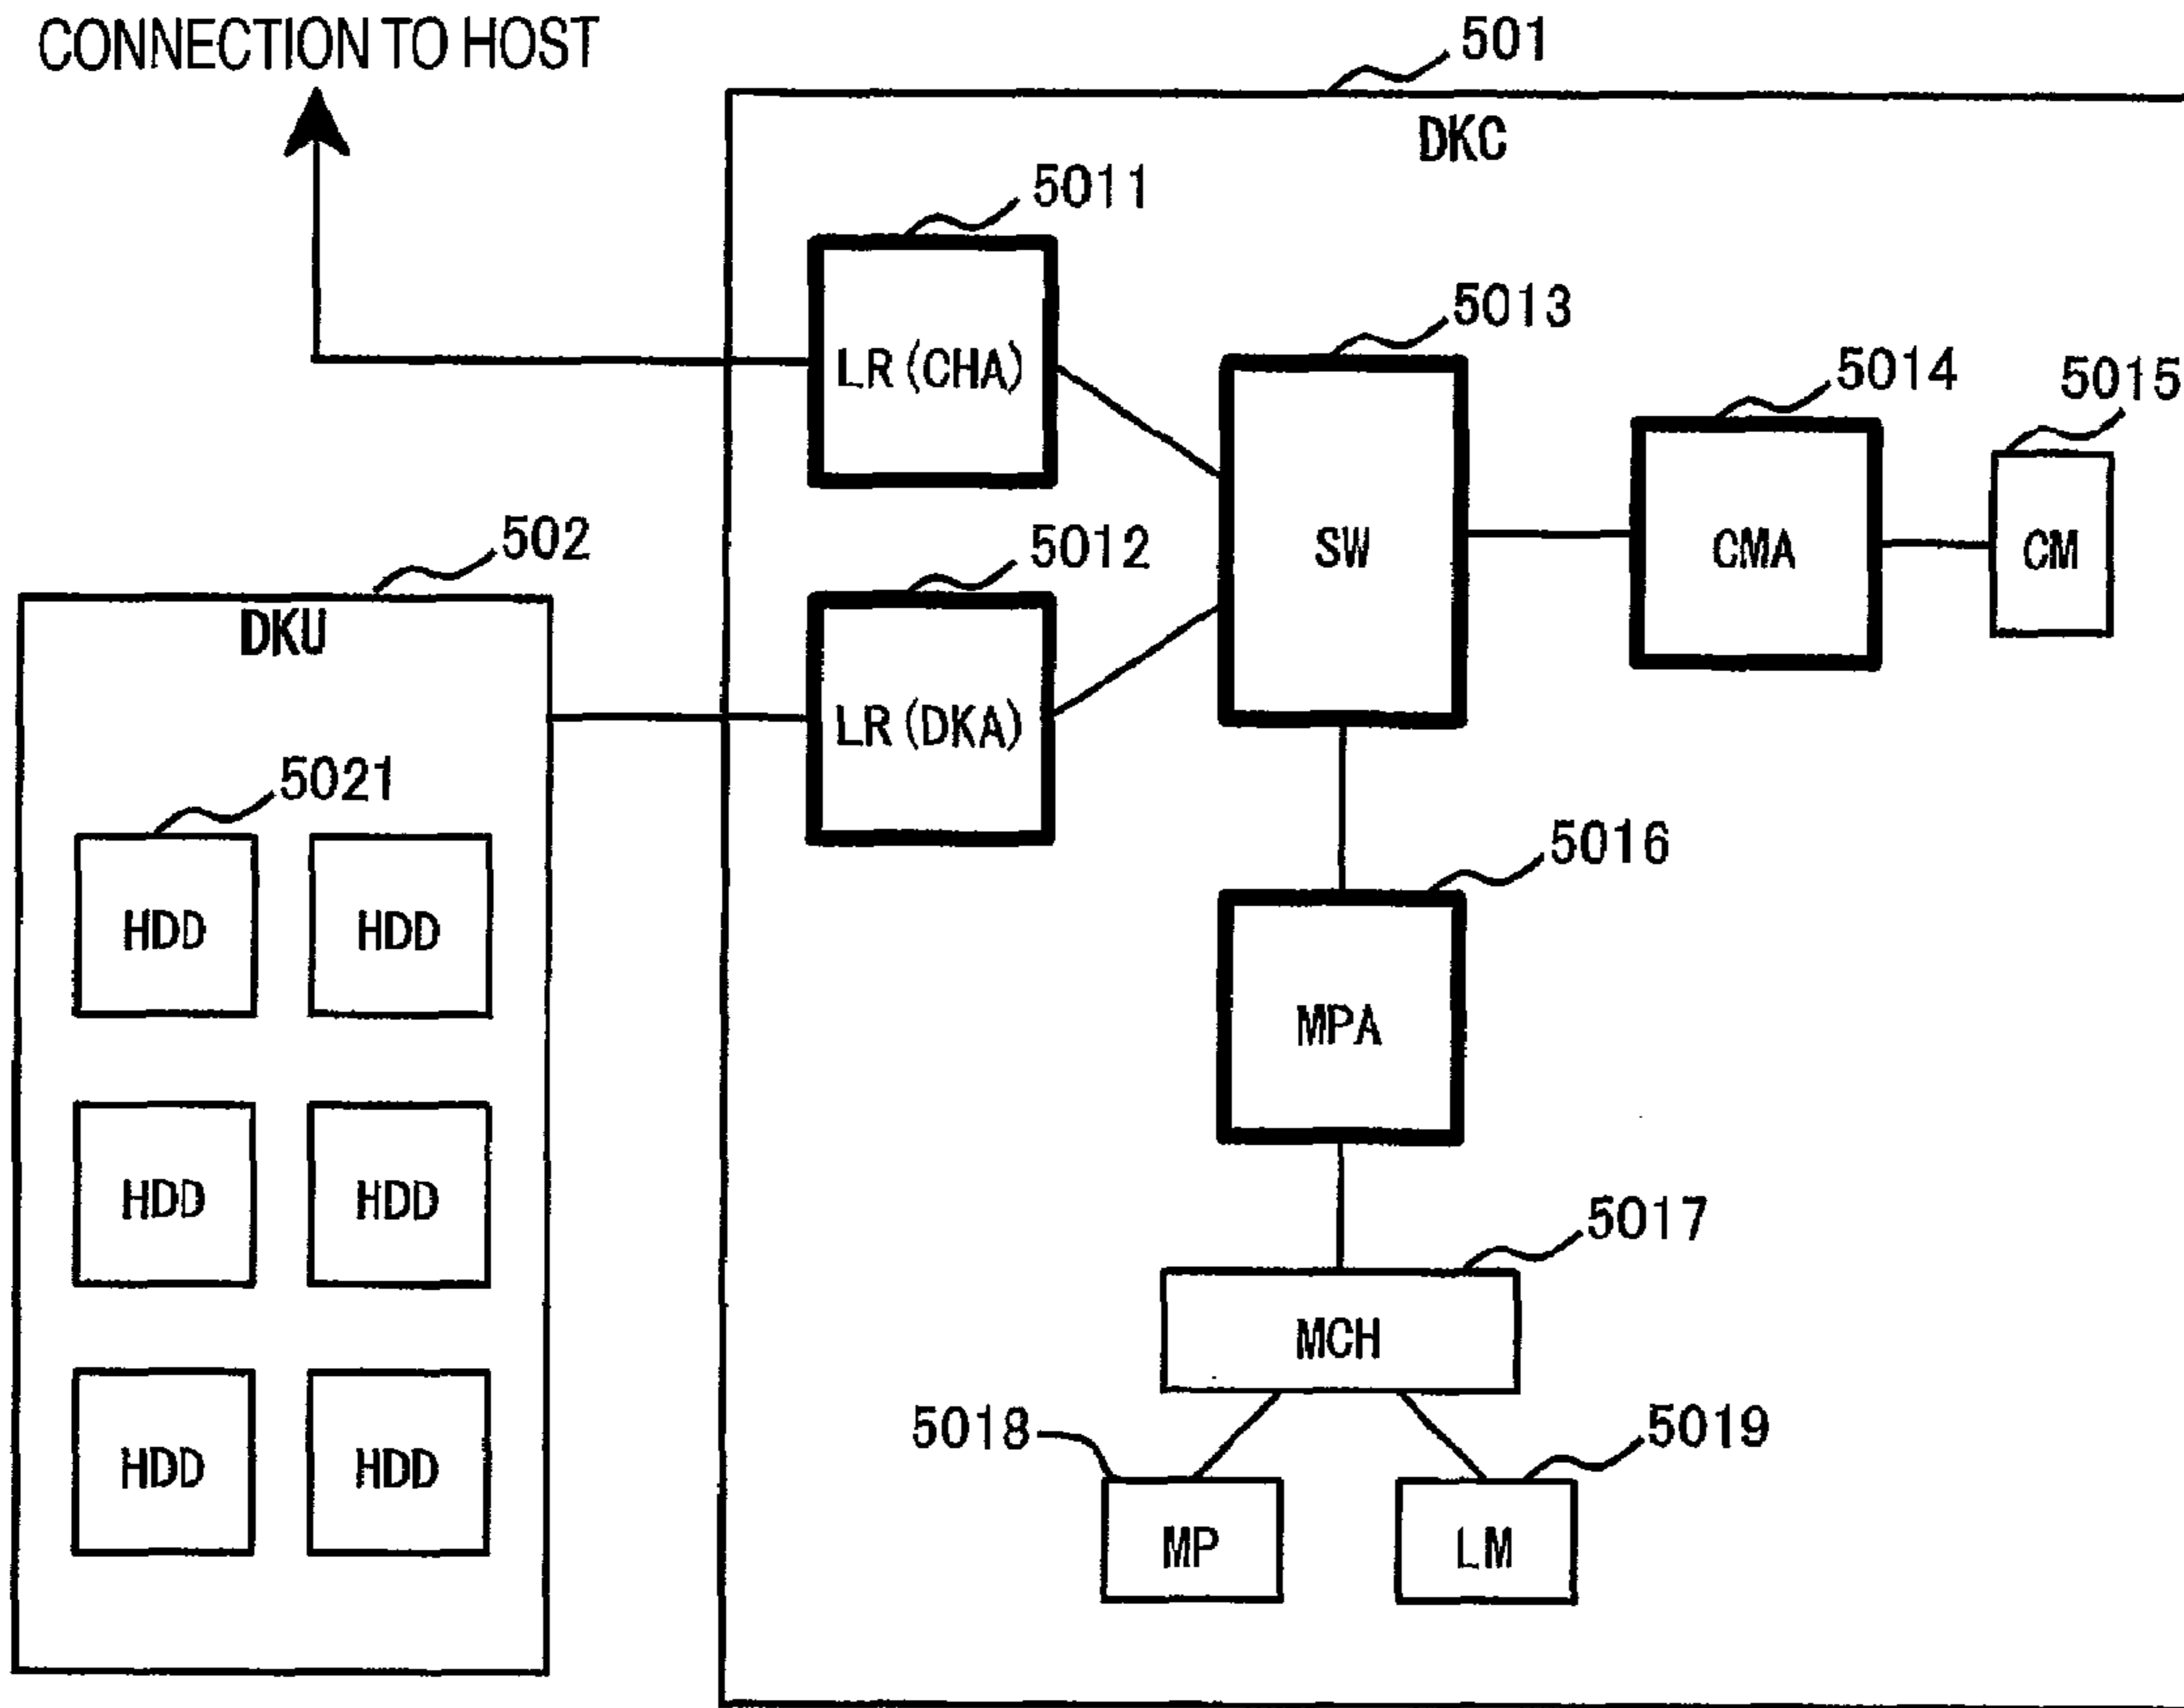 CONNECTION TO HOST
501
DKC
5011
LR(CHA)
5013
SW
5014
CMA
5015
CM
502
DKU
5012
LR(DKA)
5021
HDD
HDD
HDD
HDD
HDD
HDD
5016
MPA
5017
MCH
5018
MP
5019
LM